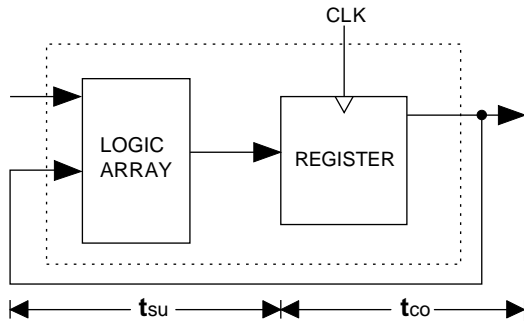 CLK
LOGIC
ARRAY
REGISTER
tsu
tco